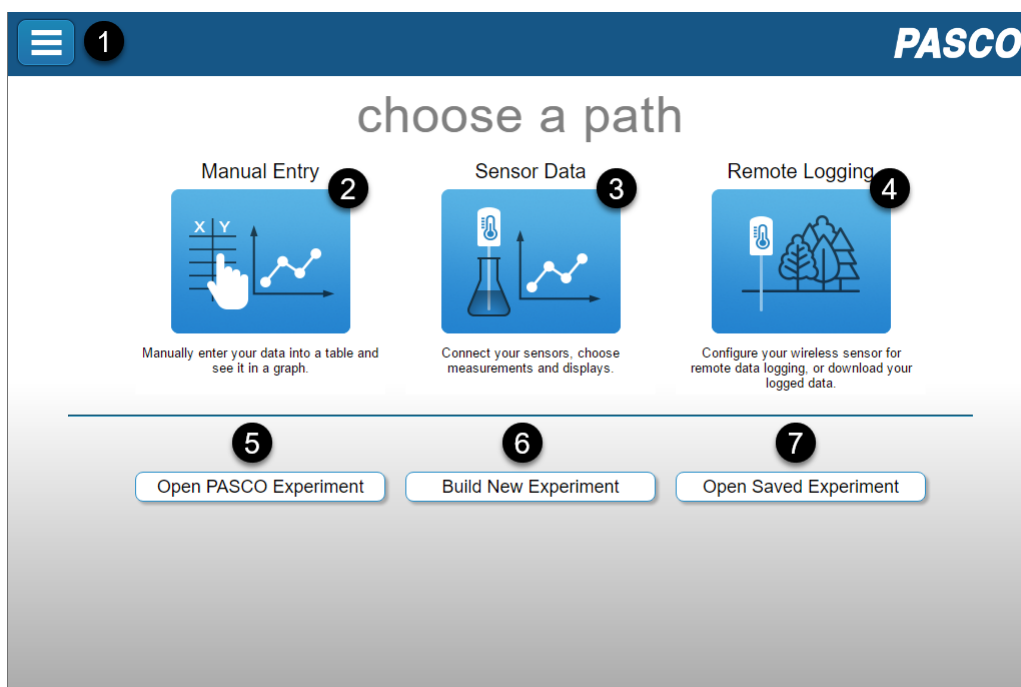 1
PASCO
choose a path
Manual Entry
2
X Y
Manually enter your data into a table and
see it in a graph.
Sensor Data
3
Connect your sensors, choose
measurements and displays.
Remote Logging
4
Configure your wireless sensor for
remote data logging, or download your
logged data.
5
Open PASCO Experiment
6
Build New Experiment
7
Open Saved Experiment